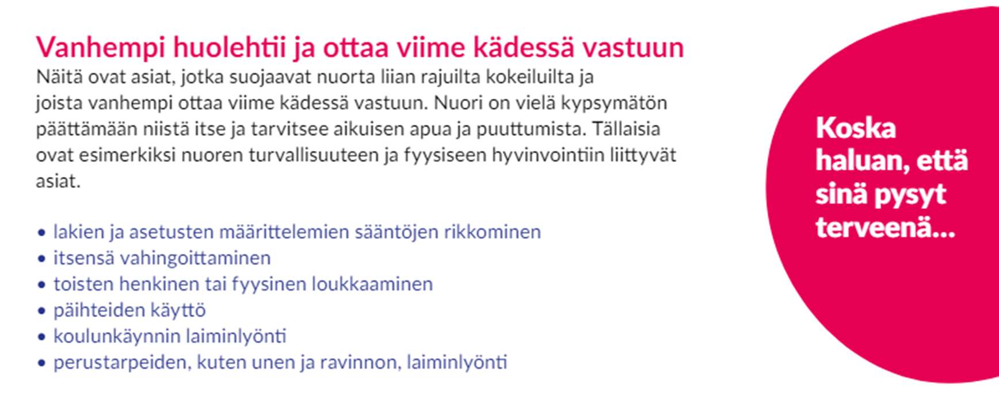 Vanhempi huolehtii ja ottaa viime kädessä vastuun
Näitä ovat asiat, jotka suojaavat nuorta liian rajuilta kokeiluilta ja
joista vanhempi ottaa viime kädessä vastuun. Nuori on vielä kypsymätön
päättämään niistä itse ja tarvitsee aikuisen apua ja puuttumista. Tällaisia
ovat esimerkiksi nuoren turvallisuuteen ja fyysiseen hyvinvointiin liittyvät
asiat.
• lakien ja asetusten määrittelemien sääntöjen rikkominen
• itsensä vahingoittaminen
• toisten henkinen tai fyysinen loukkaaminen
• päihteiden käyttö
• koulunkäynnin laiminlyönti
• perustarpeiden, kuten unen ja ravinnon, laiminlyönti
Koska
haluan, että
sinä pysyt
terveenä...